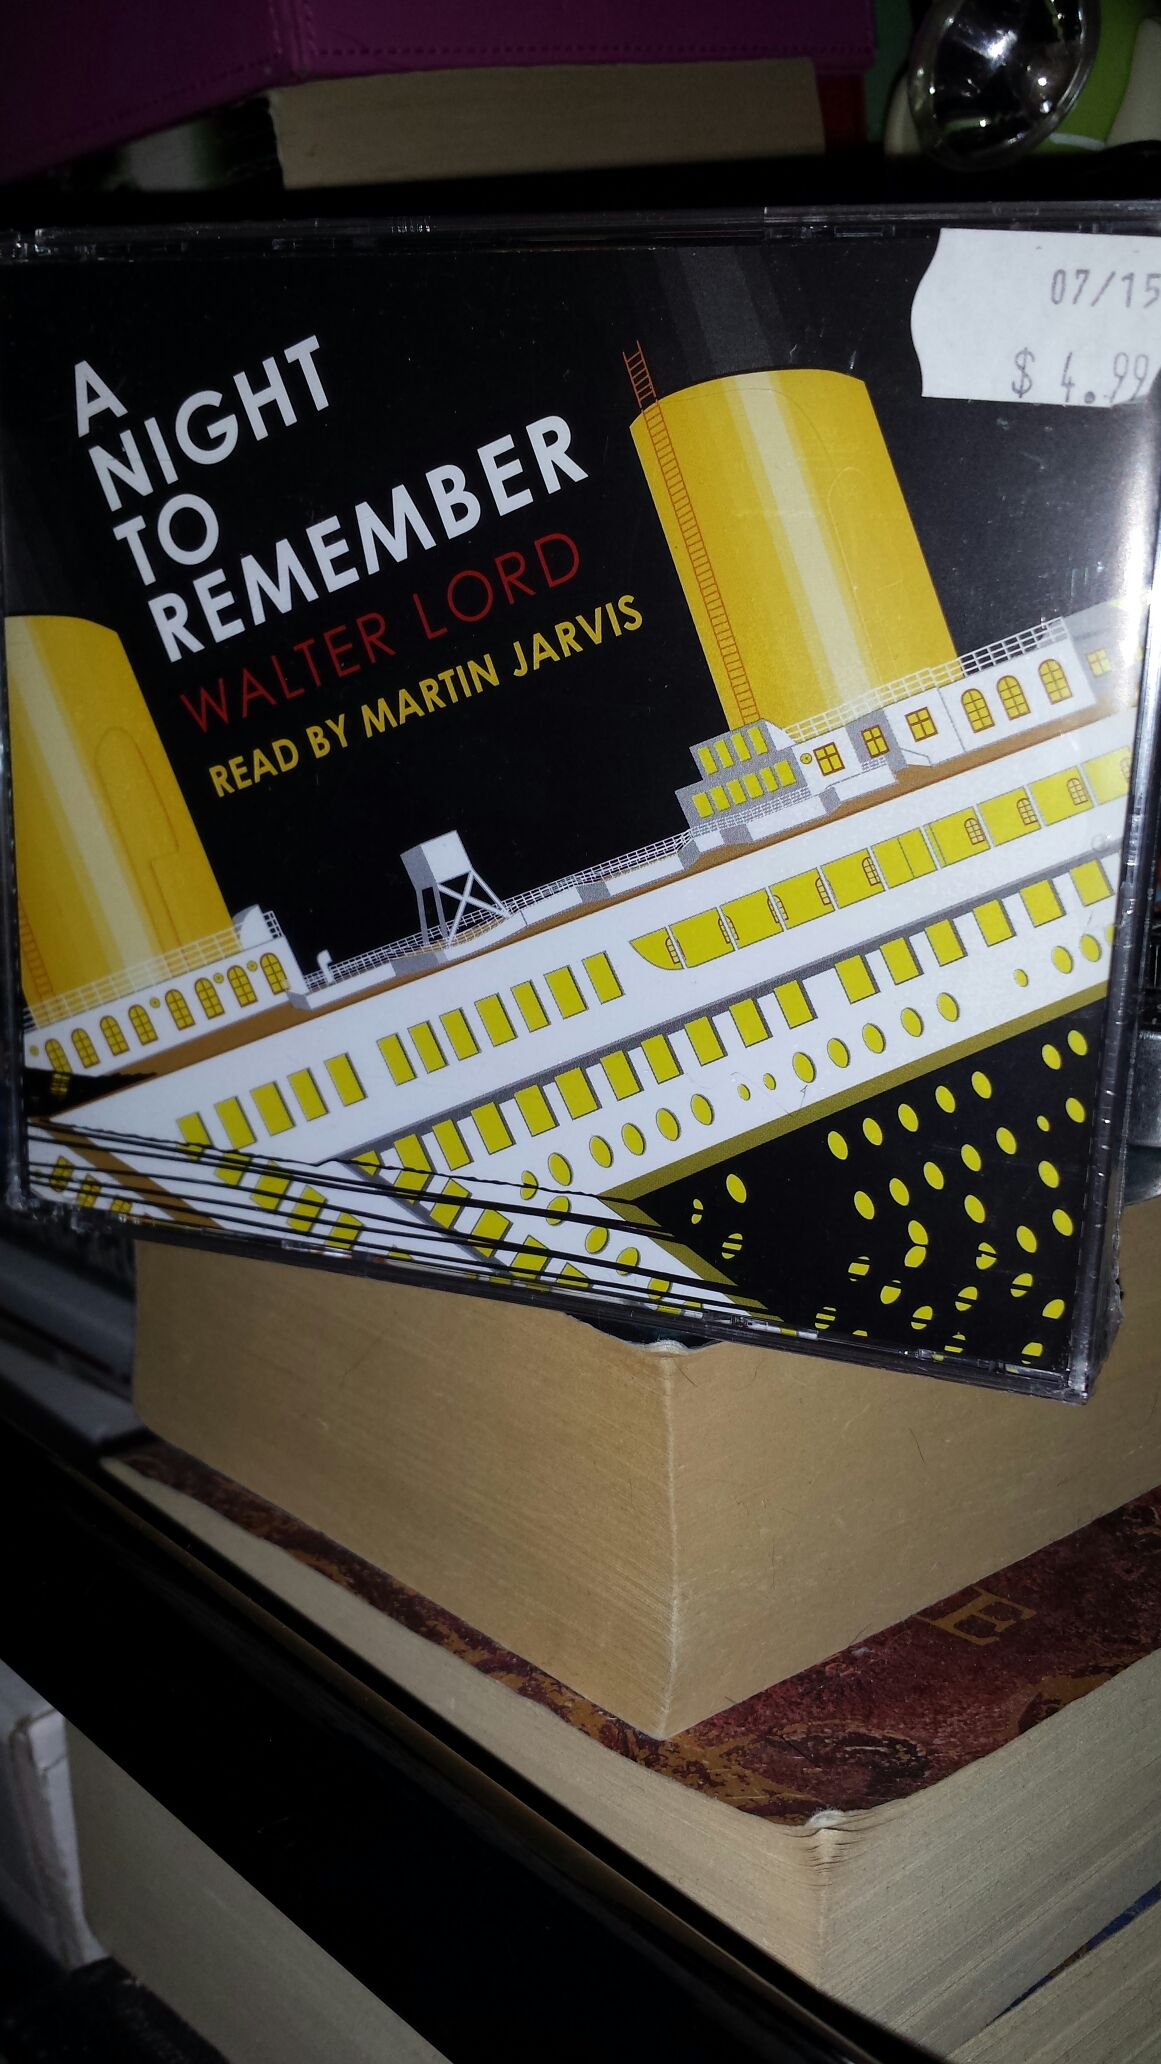 A
NIGHT
TO
REMEMBER
WALTER LORD
READ BY MARTIN JARVIS
07/15
$ 4.99
E